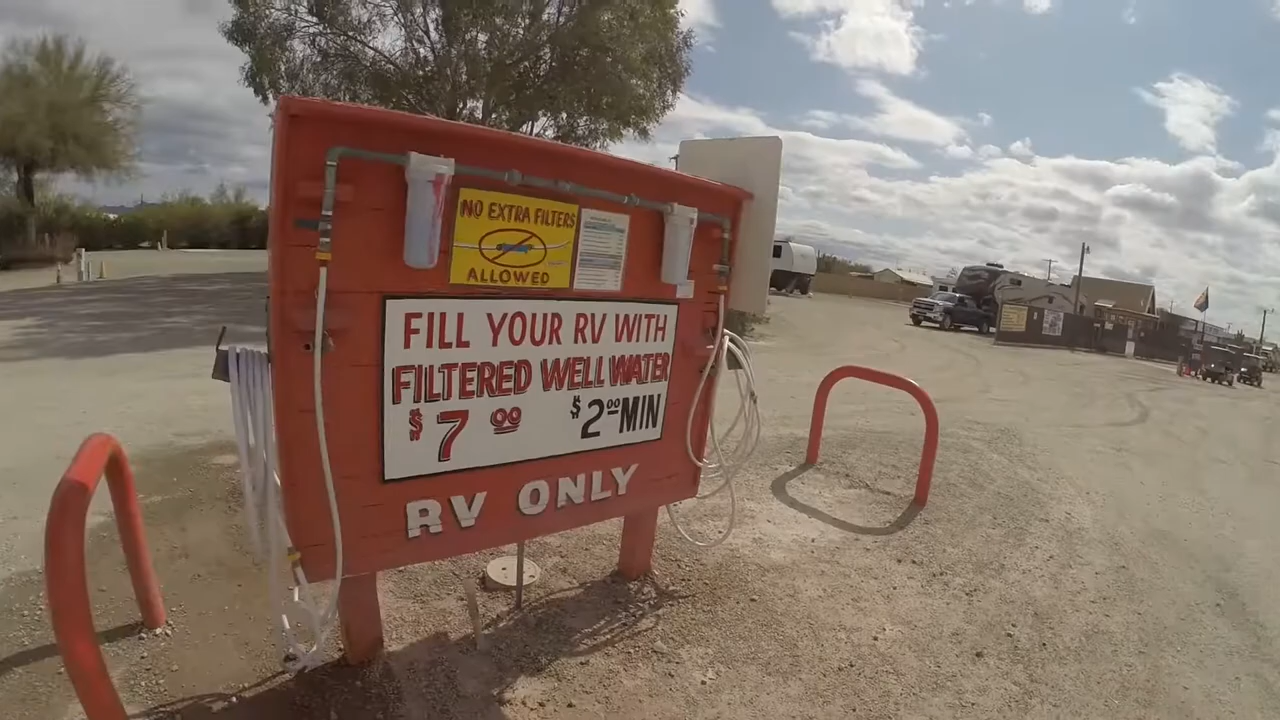 NO EXTRA FILTERS
ALLOWED
FILL YOUR RV WITH
FILTERED WELL WATER
$7 00 $2 00 MIN
RV ONLY